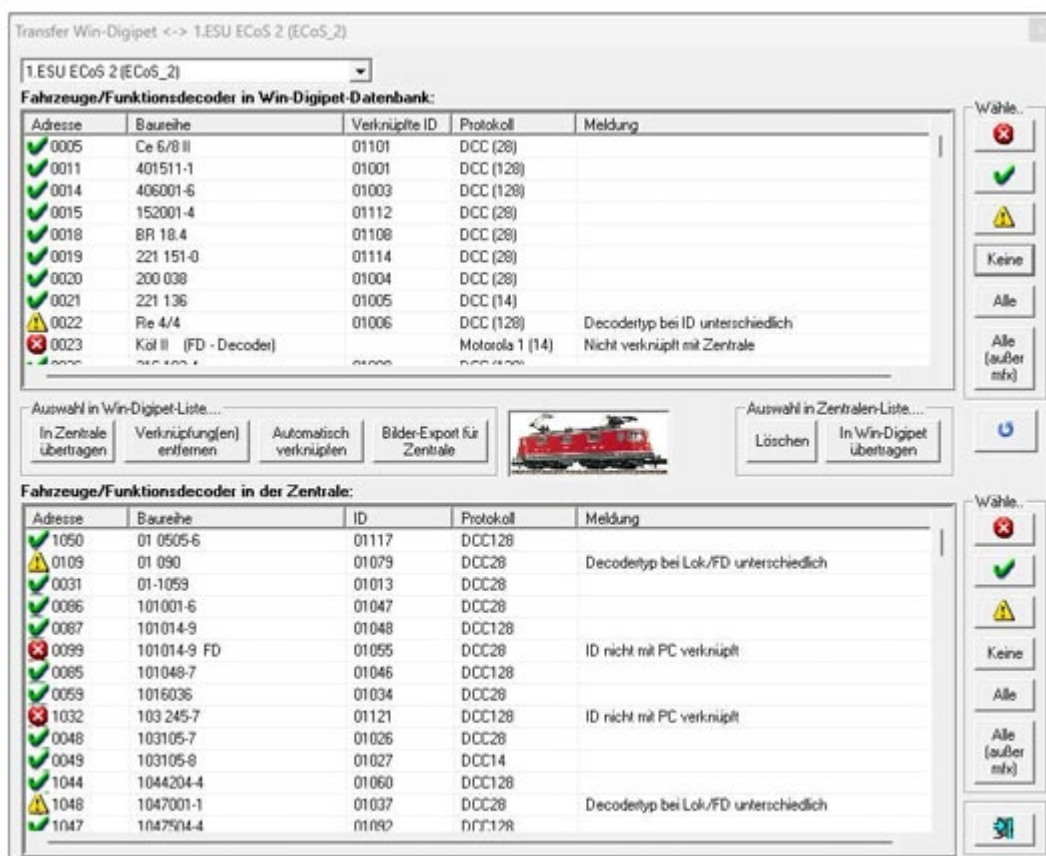 Transfer Win-Digipet <-> 1.ESU ECoS 2 (ECoS_2)
1.ESU ECoS 2 (ECoS_2)
Fahrzeuge/Funktionsdecoder in Win-Digipet-Datenbank:
Wähle..
Adresse Baureihe Verknüpfte ID Protokoll Meldung
0005 Ce 6/8 II 01101 DCC (28)
0011 401511-1 01001 DCC (128)
0014 406001-6 01003 DCC (128)
0015 152001-4 01112 DCC (28)
0018 BR 18.4 01108 DCC (28)
0019 221 151-0 01114 DCC (28)
0020 200 038 01004 DCC (28)
0021 221 136 01005 DCC (14)
0022 Re 4/4 01006 DCC (128) Decodertyp bei ID unterschiedlich
0023 Köf II (FD - Decoder) Motorola 1 (14) Nicht verknüpft mit Zentrale
Keine
Alle
Alle
(außer
mfx)
Auswahl in Win-Digipet-Liste....
In Zentrale
übertragen
Verknüpfung(en)
entfernen
Automatisch
verknüpfen
Bilder-Export für
Zentrale
Auswahl in Zentralen-Liste....
Löschen
In Win-Digipet
übertragen
Fahrzeuge/Funktionsdecoder in der Zentrale:
Wähle..
Adresse Baureihe ID Protokoll Meldung
1050 01 0505-6 01117 DCC128
0109 01 090 01079 DCC28 Decodertyp bei Lok/FD unterschiedlich
0031 01-1059 01013 DCC28
0086 101001-6 01047 DCC28
0087 101014-9 01048 DCC128
0099 101014-9 FD 01055 DCC28 ID nicht mit PC verknüpft
0085 101048-7 01046 DCC128
0059 1016036 01034 DCC28
1032 103 245-7 01121 DCC128 ID nicht mit PC verknüpft
0048 103105-7 01026 DCC28
0049 103105-8 01027 DCC14
1044 1044204-4 01060 DCC128
1048 1047001-1 01037 DCC28 Decodertyp bei Lok/FD unterschiedlich
1047 1047504-4 01092 DCC128
Keine
Alle
Alle
(außer
mfx)